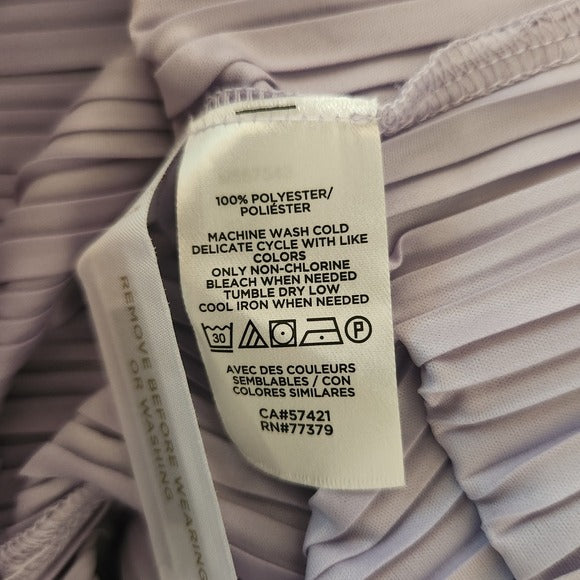 100% POLYESTER/
POLIÉSTER
MACHINE WASH COLD
DELICATE CYCLE WITH LIKE
COLORS
ONLY NON-CHLORINE
BLEACH WHEN NEEDED
TUMBLE DRY LOW
COOL IRON WHEN NEEDED
30 P
AVEC DES COULEURS
SEMBLABLES / CON
COLORES SIMILARES
CA#57421
RN#77379
REMOVE BEFORE WEARING
OR WASHING